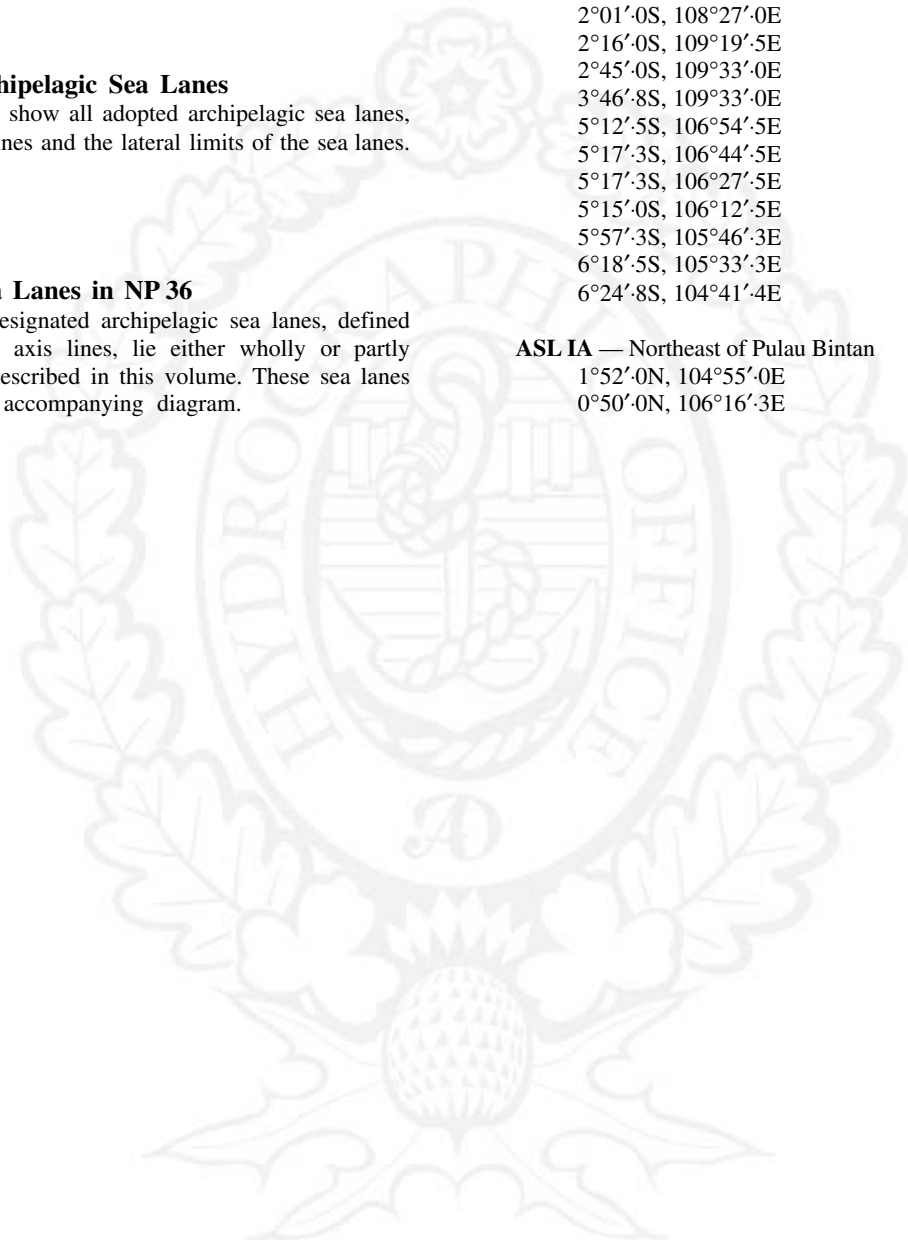 hipelagic Sea Lanes
show all adopted archipelagic sea lanes,
ines and the lateral limits of the sea lanes.
Lanes in NP 36
esignated archipelagic sea lanes, defined
axis lines, lie either wholly or partly
escribed in this volume. These sea lanes
accompanying diagram.
2°01′·0S, 108°27′·0E
2°16′·0S, 109°19′·5E
2°45′·0S, 109°33′·0E
3°46′·8S, 109°33′·0E
5°12′·5S, 106°54′·5E
5°17′·3S, 106°44′·5E
5°17′·3S, 106°27′·5E
5°15′·0S, 106°12′·5E
5°57′·3S, 105°46′·3E
6°18′·5S, 105°33′·3E
6°24′·8S, 104°41′·4E
ASL IA — Northeast of Pulau Bintan
1°52′·0N, 104°55′·0E
0°50′·0N, 106°16′·3E
HYDROGRAPHIC OFFICE